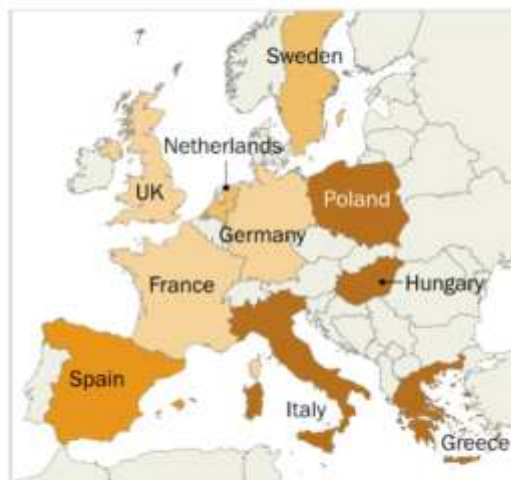 Sweden
Netherlands
UK
Poland
Germany
France
Hungary
Spain
Italy
Greece